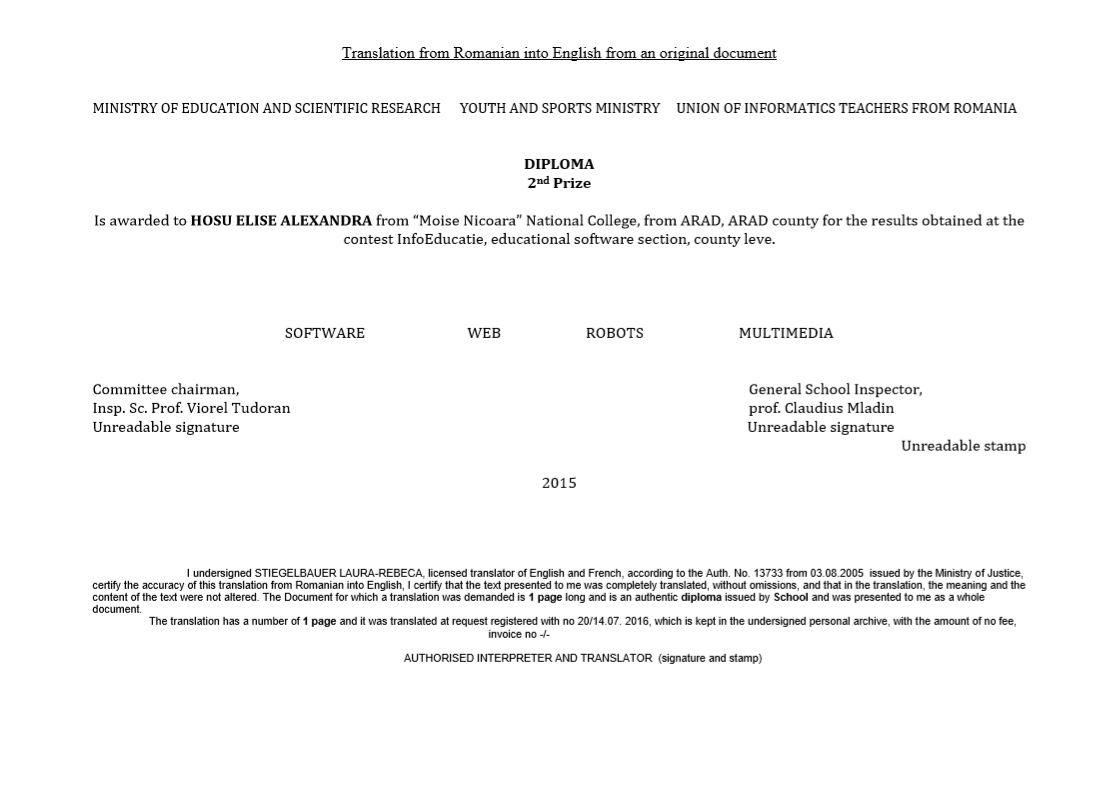 Translation from Romanian into English from an original document
MINISTRY OF EDUCATION AND SCIENTIFIC RESEARCH YOUTH AND SPORTS MINISTRY UNION OF INFORMATICS TEACHERS FROM ROMANIA
DIPLOMA
2nd Prize
Is awarded to HOSU ELISE ALEXANDRA from “Moise Nicoara” National College, from ARAD, ARAD county for the results obtained at the
contest InfoEducatie, educational software section, county leve.
SOFTWARE WEB ROBOTS MULTIMEDIA
Committee chairman, General School Inspector,
Insp. Sc. Prof. Viorel Tudoran prof. Claudius Mladin
Unreadable signature Unreadable signature
Unreadable stamp
2015
I undersigned STIEGELBAUER LAURA-REBECA, licensed translator of English and French, according to the Auth. No. 13733 from 03.08.2005 issued by the Ministry of Justice,
certify the accuracy of this translation from Romanian into English, I certify that the text presented to me was completely translated, without omissions, and that in the translation, the meaning and the
content of the text were not altered. The Document for which a translation was demanded is 1 page long and is an authentic diploma issued by School and was presented to me as a whole
document.
The translation has a number of 1 page and it was translated at request registered with no 20/14.07. 2016, which is kept in the undersigned personal archive, with the amount of no fee,
invoice no -/-
AUTHORISED INTERPRETER AND TRANSLATOR (signature and stamp)